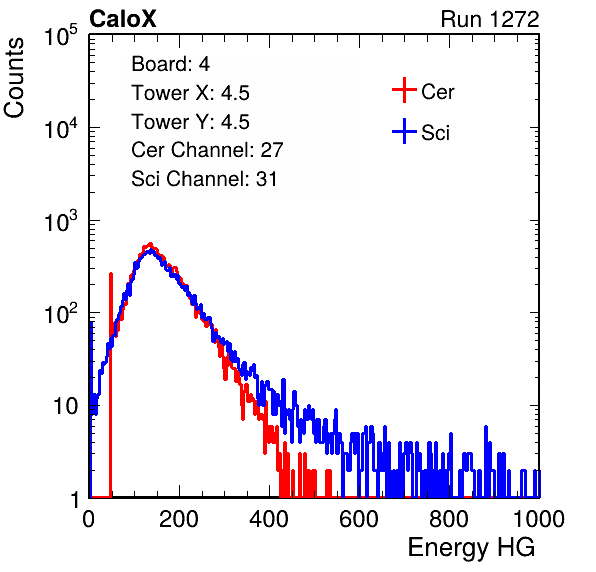 CaloX Run 1272
Counts
10^5
10^4
10^3
10^2
10
1
Board: 4
Tower X: 4.5
Tower Y: 4.5
Cer Channel: 27
Sci Channel: 31
Cer
Sci
0 200 400 600 800 1000
Energy HG